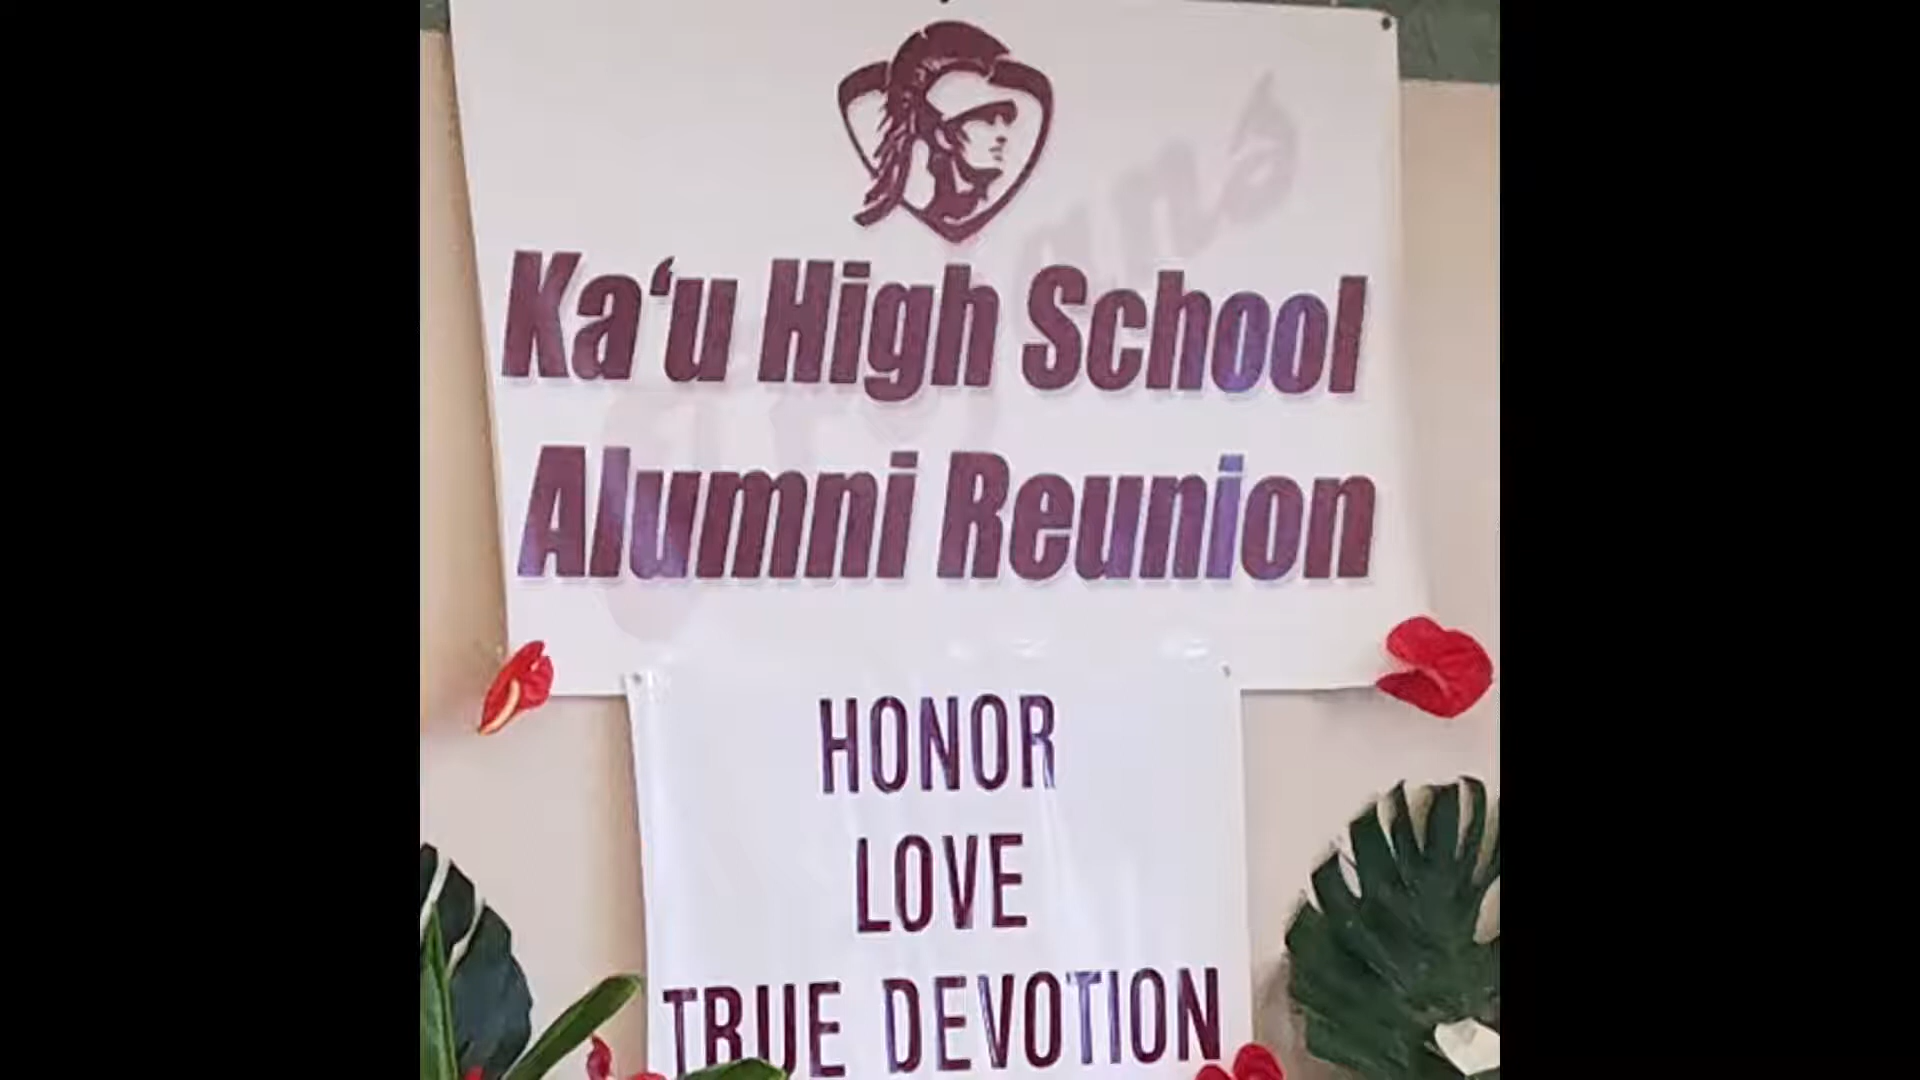 Ka‘u High School
Alumni Reunion
HONOR
LOVE
TRUE DEVOTION